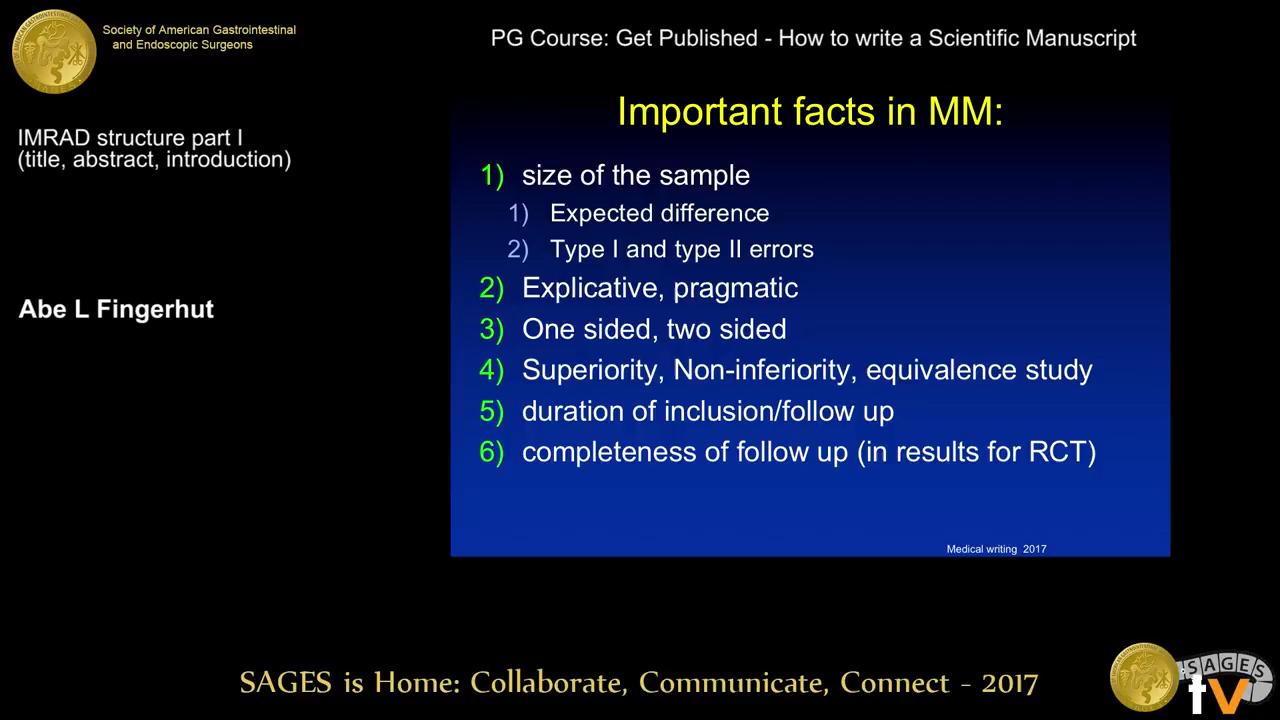 Society of American Gastrointestinal
and Endoscopic Surgeons
PG Course: Get Published - How to write a Scientific Manuscript
IMRAD structure part I
(title, abstract, introduction)
Abe L Fingerhut
Important facts in MM:
1) size of the sample
1) Expected difference
2) Type I and type II errors
2) Explicative, pragmatic
3) One sided, two sided
4) Superiority, Non-inferiority, equivalence study
5) duration of inclusion/follow up
6) completeness of follow up (in results for RCT)
Medical writing 2017
SAGES is Home: Collaborate, Communicate, Connect - 2017
SAGES
tv